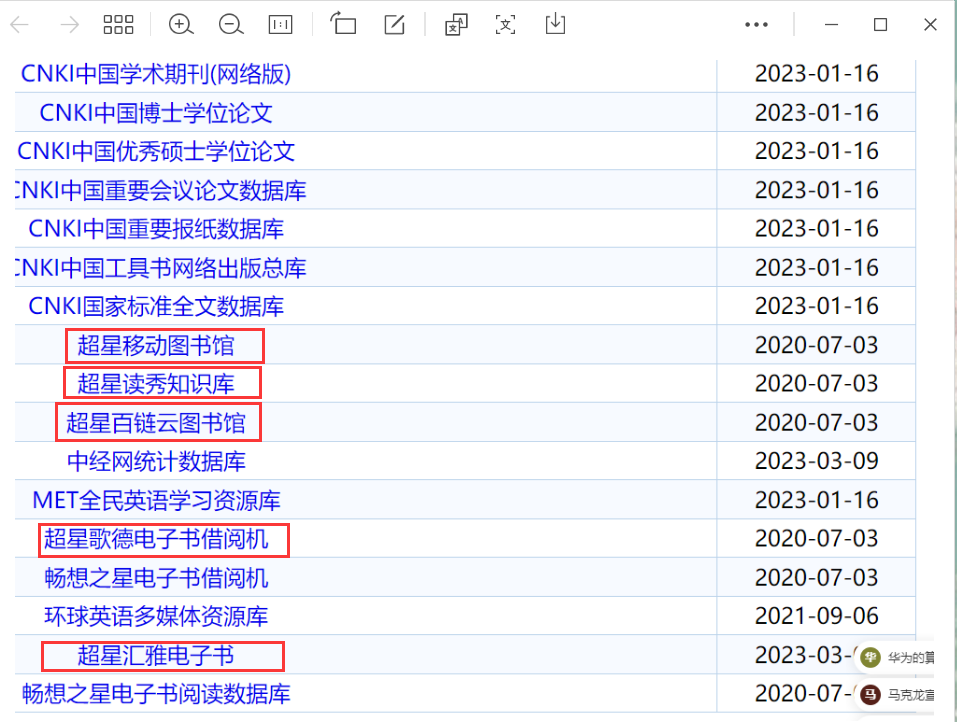 CNKI中国学术期刊(网络版) 2023-01-16
CNKI中国博士学位论文 2023-01-16
CNKI中国优秀硕士学位论文 2023-01-16
CNKI中国重要会议论文数据库 2023-01-16
CNKI中国重要报纸数据库 2023-01-16
CNKI中国工具书网络出版总库 2023-01-16
CNKI国家标准全文数据库 2023-01-16
超星移动图书馆 2020-07-03
超星读秀知识库 2020-07-03
超星百链云图书馆 2020-07-03
中经网统计数据库 2023-03-09
MET全民英语学习资源库 2023-01-16
超星歌德电子书借阅机 2020-07-03
畅想之星电子书借阅机 2020-07-03
环球英语多媒体资源库 2021-09-06
超星汇雅电子书 2023-03- 华 华为的算
畅想之星电子书阅读数据库 2020-07- 马 马克龙宣